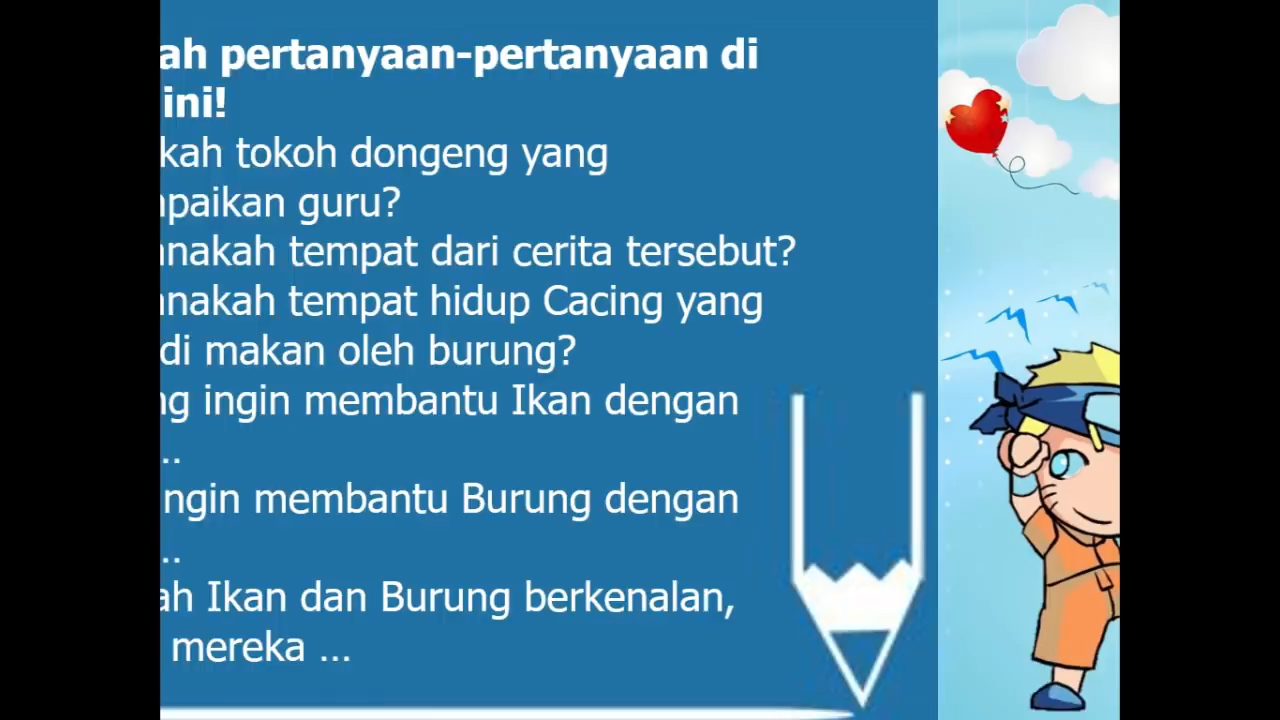 ah pertanyaan-pertanyaan di
ini!
kah tokoh dongeng yang
paikan guru?
nakah tempat dari cerita tersebut?
nakah tempat hidup Cacing yang
di makan oleh burung?
ng ingin membantu Ikan dengan
..
ngin membantu Burung dengan
..
ah Ikan dan Burung berkenalan,
mereka ...